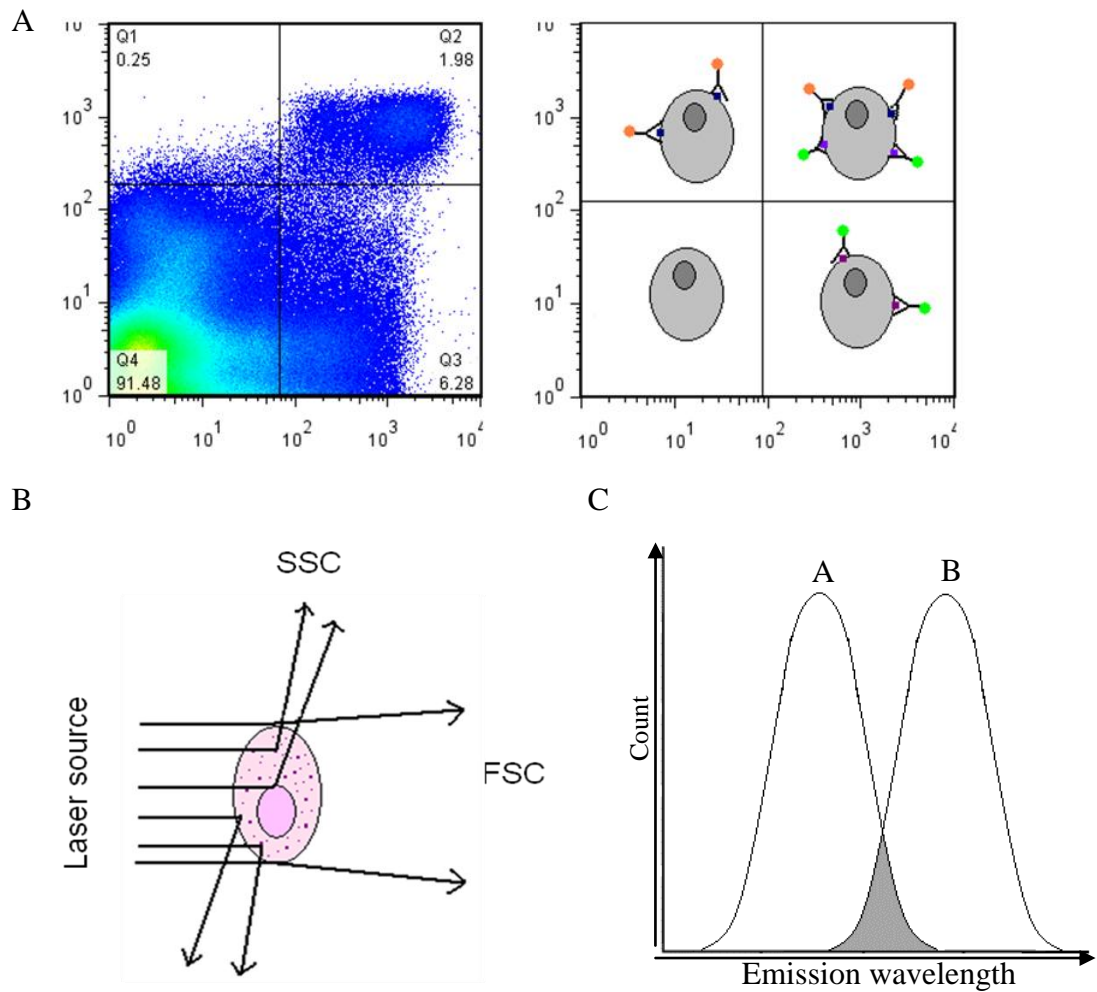 A
10
Q1
0.25
Q2
1.98
10³
10²
10¹
Q4
91.48
Q3
6.28
10⁰
10⁰ 10¹ 10² 10³ 10⁴
10
10³
10²
10¹
10⁰
10⁰ 10¹ 10² 10³ 10⁴
B
SSC
Laser source
FSC
C
A B
Count
Emission wavelength